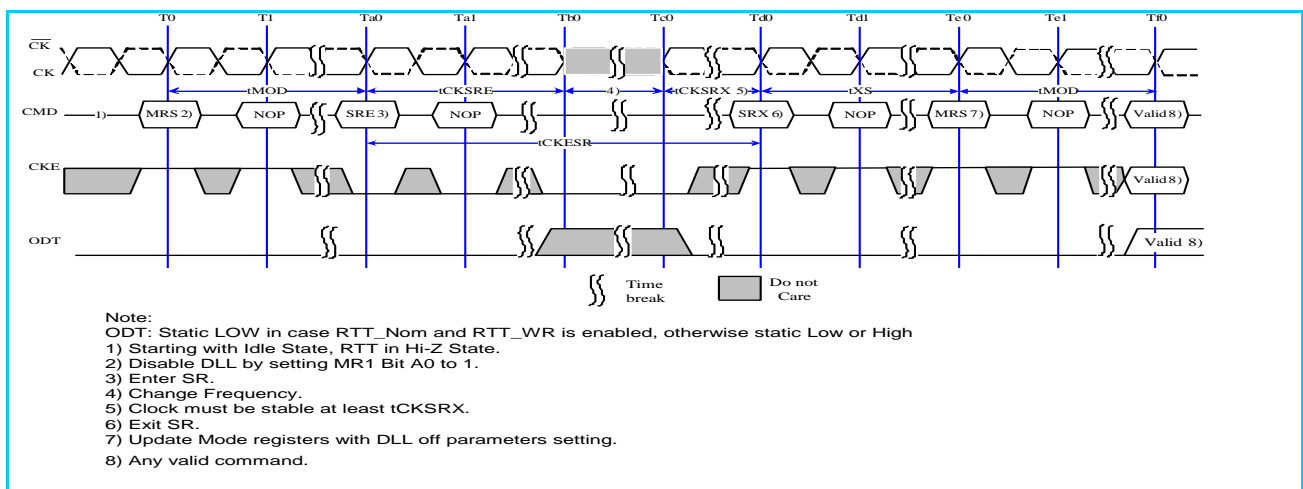 T0 T1 Ta0 Ta1 Tb0 Tc0 Td0 Td1 Te0 Te1 Tf0
CK
CK
tMOD tCKSRE 4) tCKSRX 5) tXS tMOD
CMD 1) MRS 2) NOP SRE 3) NOP SRX 6) NOP MRS 7) NOP Valid 8)
tCKESR
CKE Valid 8)
ODT Valid 8)
Time break
Do not Care
Note:
ODT: Static LOW in case RTT_Nom and RTT_WR is enabled, otherwise static Low or High
1) Starting with Idle State, RTT in Hi-Z State.
2) Disable DLL by setting MR1 Bit A0 to 1.
3) Enter SR.
4) Change Frequency.
5) Clock must be stable at least tCKSRX.
6) Exit SR.
7) Update Mode registers with DLL off parameters setting.
8) Any valid command.